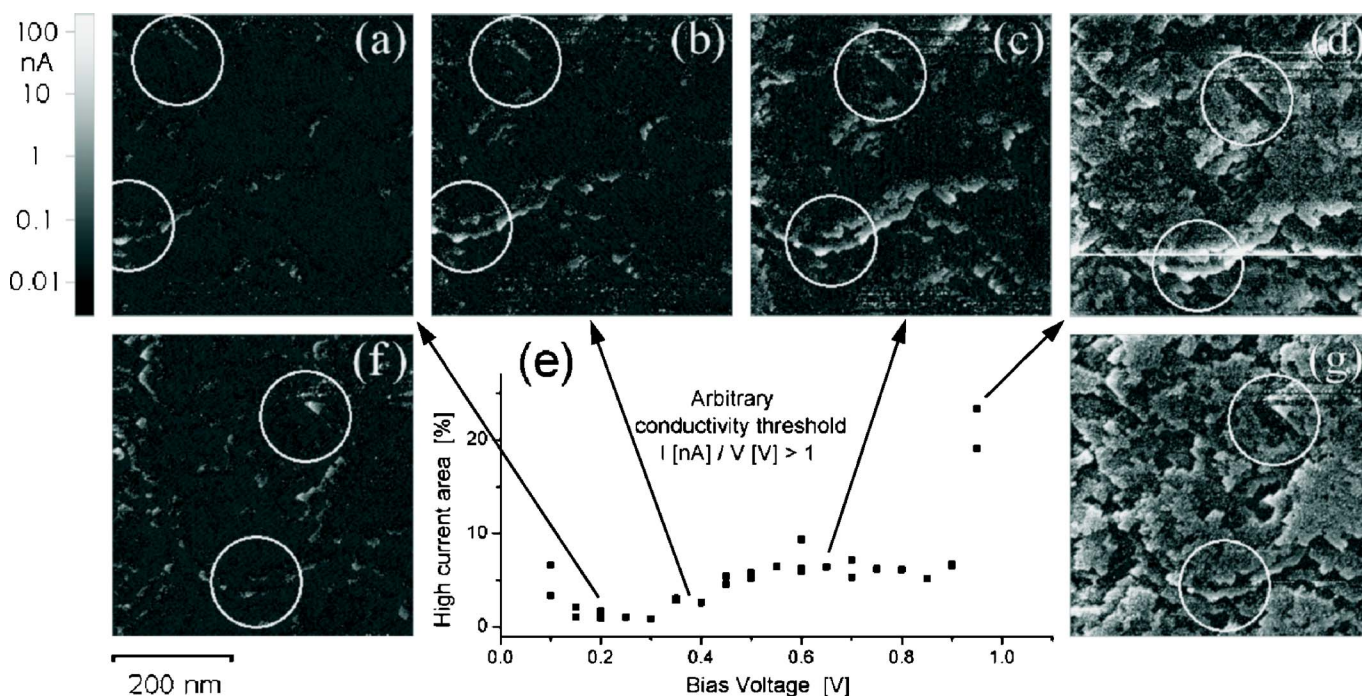 100
nA
10
1
0.1
0.01
(a)
(b)
(c)
(d)
(f)
(e)
(g)
Arbitrary
conductivity threshold
I [nA] / V [V] > 1
High current area [%]
20
10
0
0.0 0.2 0.4 0.6 0.8 1.0
Bias Voltage [V]
200 nm